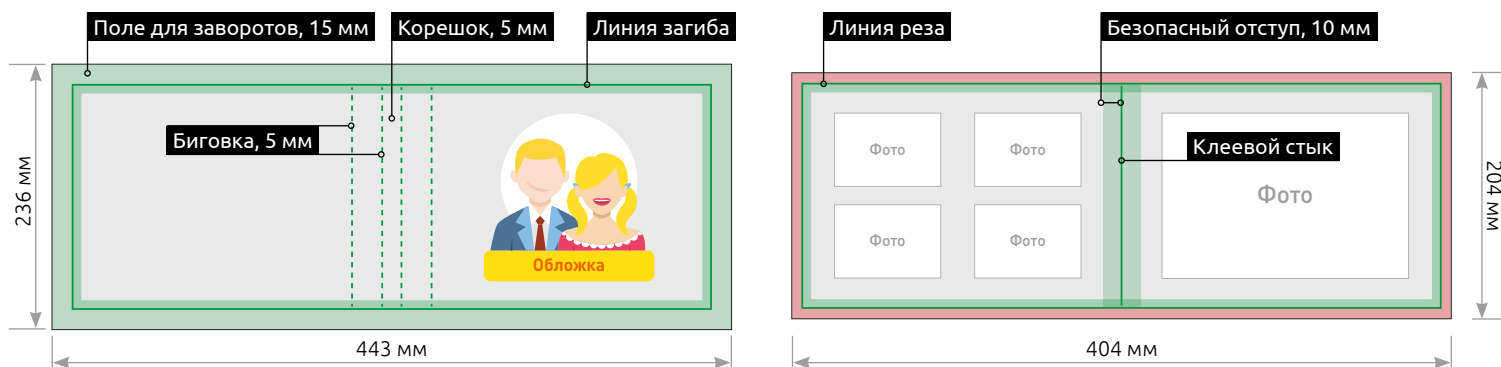 Поле для заворотов, 15 мм
Корешок, 5 мм
Линия загиба
Биговка, 5 мм
236 мм
Обложка
443 мм
Линия реза
Безопасный отступ, 10 мм
Клеевой стык
Фото
Фото
Фото
Фото
Фото
204 мм
404 мм